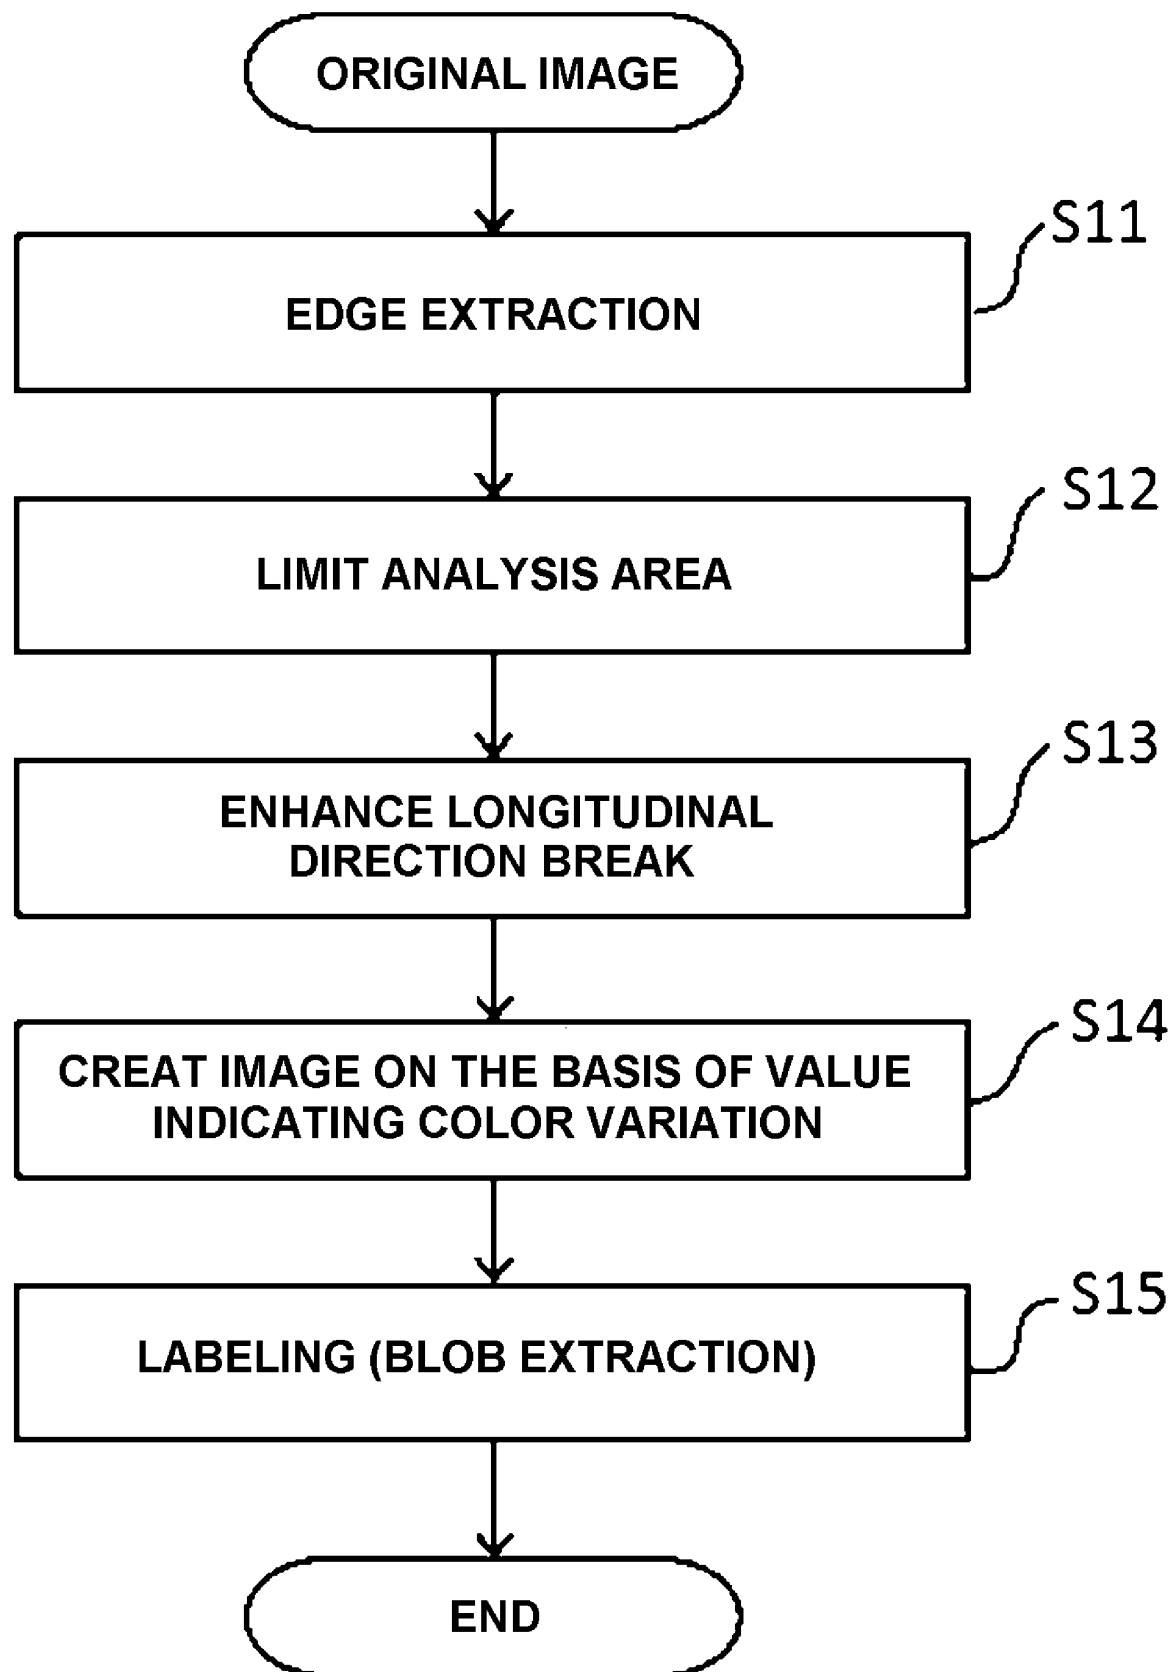 ORIGINAL IMAGE
S11
EDGE EXTRACTION
S12
LIMIT ANALYSIS AREA
S13
ENHANCE LONGITUDINAL
DIRECTION BREAK
S14
CREAT IMAGE ON THE BASIS OF VALUE
INDICATING COLOR VARIATION
S15
LABELING (BLOB EXTRACTION)
END